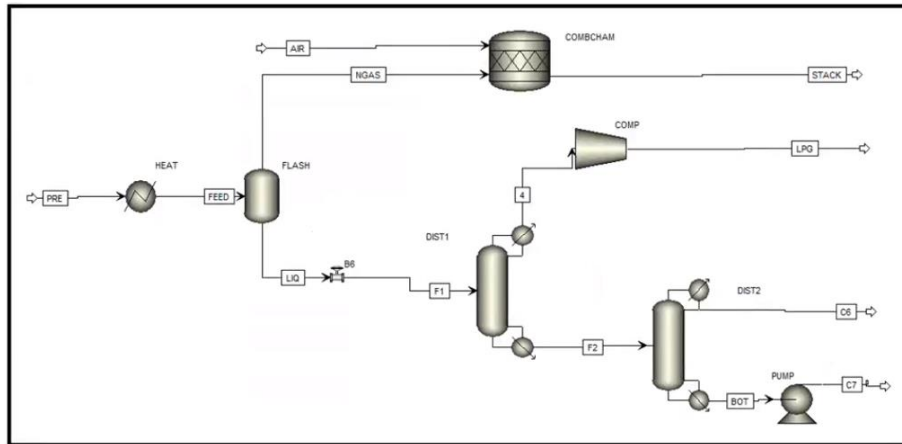 AIR
COMBCHAM
NGAS
STACK
COMP
LPG
HEAT
FLASH
PRE
FEED
4
DIST1
LIQ
B6
F1
DIST2
C6
F2
PUMP
C7
BOT